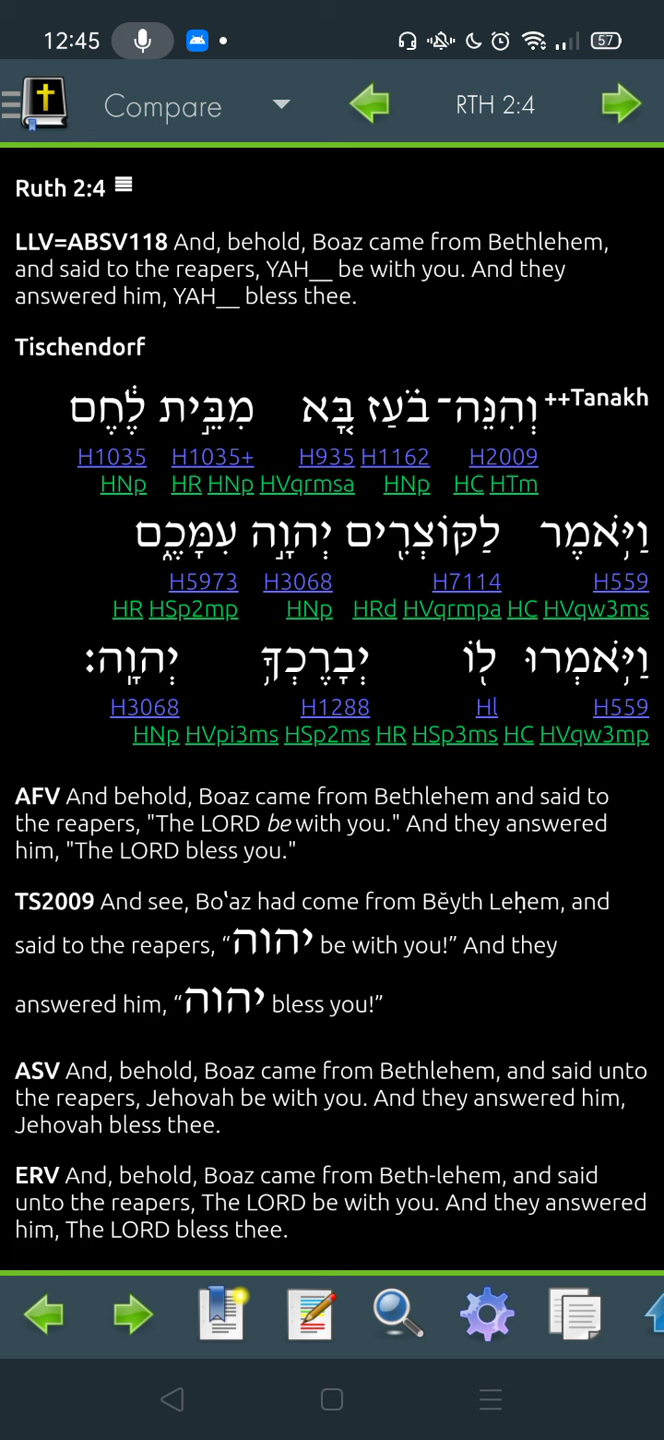 12:45 57
Compare RTH 2:4
Ruth 2:4
LLV=ABSV118 And, behold, Boaz came from Bethlehem,
and said to the reapers, YAH__ be with you. And they
answered him, YAH__ bless thee.
Tischendorf
++Tanakh וְהִנֵּה־בֹ֗עַז בָּ֚א מִבֵּ֣ית לֶ֔חֶם
H1035 H1035+ H935 H1162 H2009
HNp HR HNp HVqrmsa HNp HC HTm
וַיֹּ֥אמֶר לַקּוֹצְרִ֖ים יְהוָ֣ה עִמָּכֶ֑ם
H5973 H3068 H7114 H559
HR HSp2mp HNp HRd HVqrmpa HC HVqw3ms
וַיֹּ֥אמְרוּ ל֖וֹ יְבָרֶכְךָ֥ יְהוָֽה׃
H3068 H1288 Hl H559
HNp HVpi3ms HSp2ms HR HSp3ms HC HVqw3mp
AFV And behold, Boaz came from Bethlehem and said to
the reapers, "The LORD be with you." And they answered
him, "The LORD bless you."
TS2009 And see, Boʽaz had come from Bĕyth Leḥem, and
said to the reapers, “יהוה be with you!” And they
answered him, “יהוה bless you!”
ASV And, behold, Boaz came from Bethlehem, and said unto
the reapers, Jehovah be with you. And they answered him,
Jehovah bless thee.
ERV And, behold, Boaz came from Beth-lehem, and said
unto the reapers, The LORD be with you. And they answered
him, The LORD bless thee.